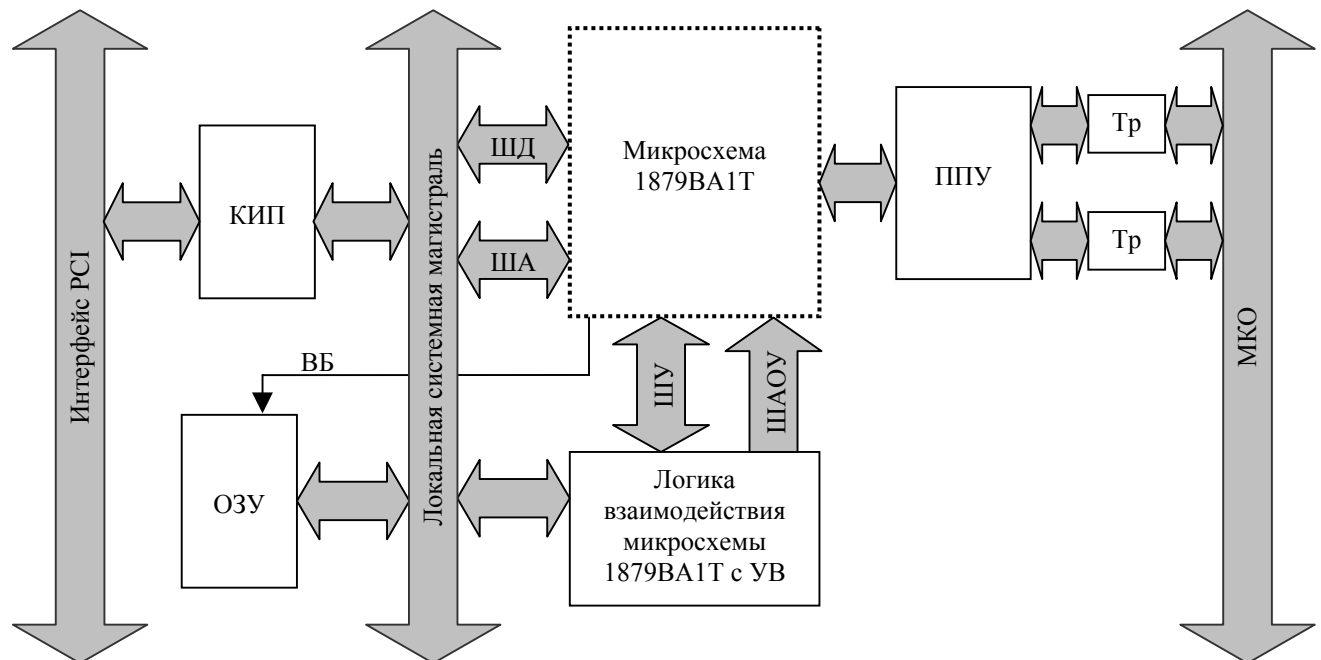 Интерфейс PCI
КИП
Локальная системная магистраль
ШД
ША
Микросхема
1879ВА1Т
ППУ
Тр
Тр
МКО
ВБ
ОЗУ
ШУ
ШАОУ
Логика
взаимодействия
микросхемы
1879ВА1Т с УВ